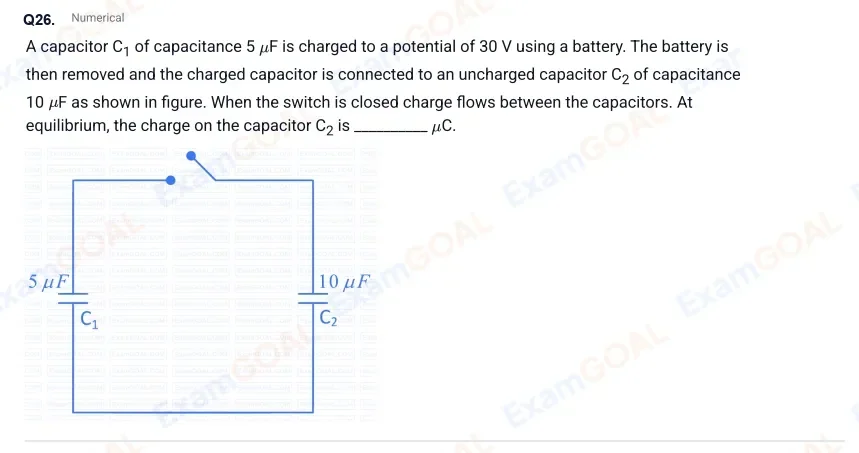 Q26. Numerical
A capacitor C₁ of capacitance 5 μF is charged to a potential of 30 V using a battery. The battery is
then removed and the charged capacitor is connected to an uncharged capacitor C₂ of capacitance
10 μF as shown in figure. When the switch is closed charge flows between the capacitors. At
equilibrium, the charge on the capacitor C₂ is __________ μC.
5 μF
10 μF
C₁
C₂
ExamGOAL
ExamGOAL
ExamGOAL
ExamGOAL
ExamGOAL